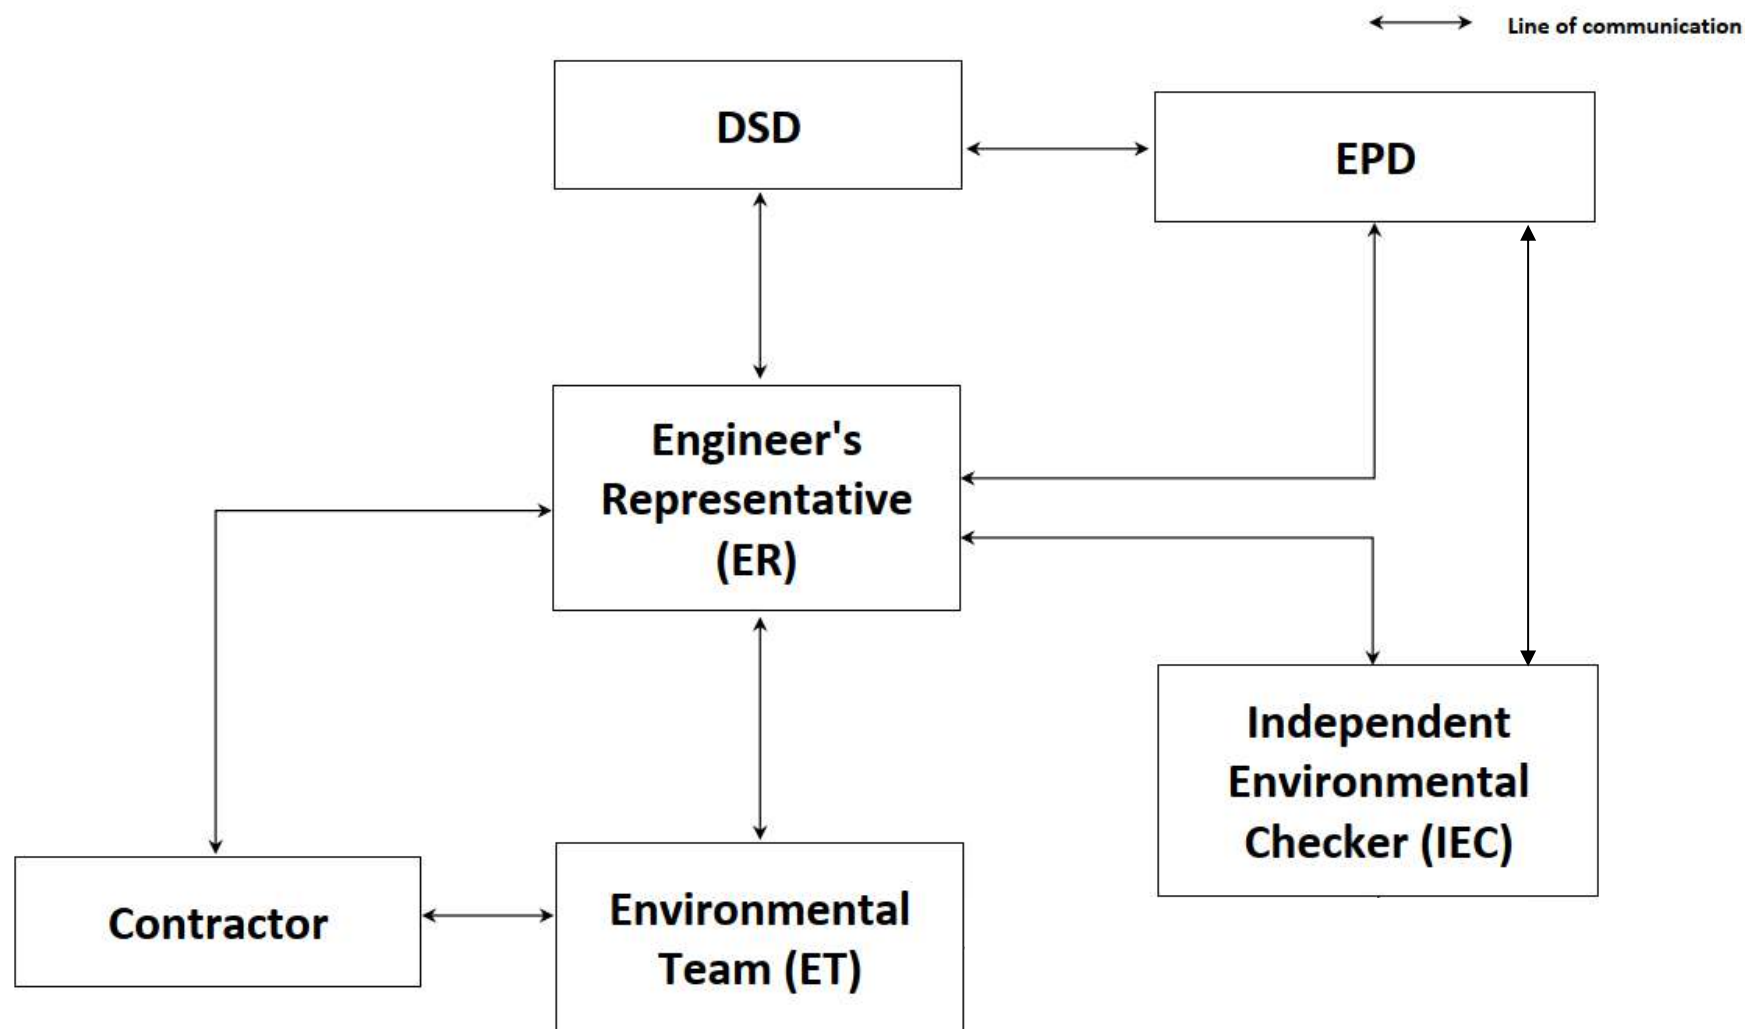 Line of communication
DSD
EPD
Engineer's
Representative
(ER)
Independent
Environmental
Checker (IEC)
Contractor
Environmental
Team (ET)